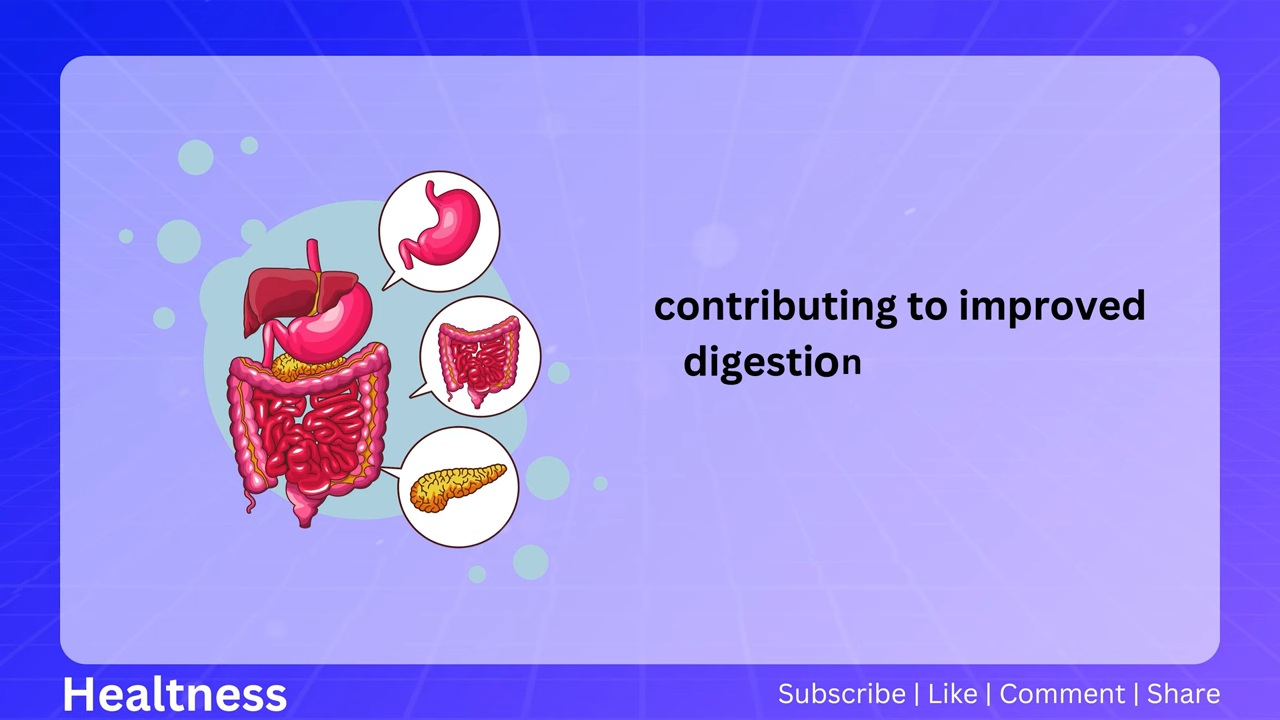 contributing to improved
digestion
Healtness
Subscribe | Like | Comment | Share